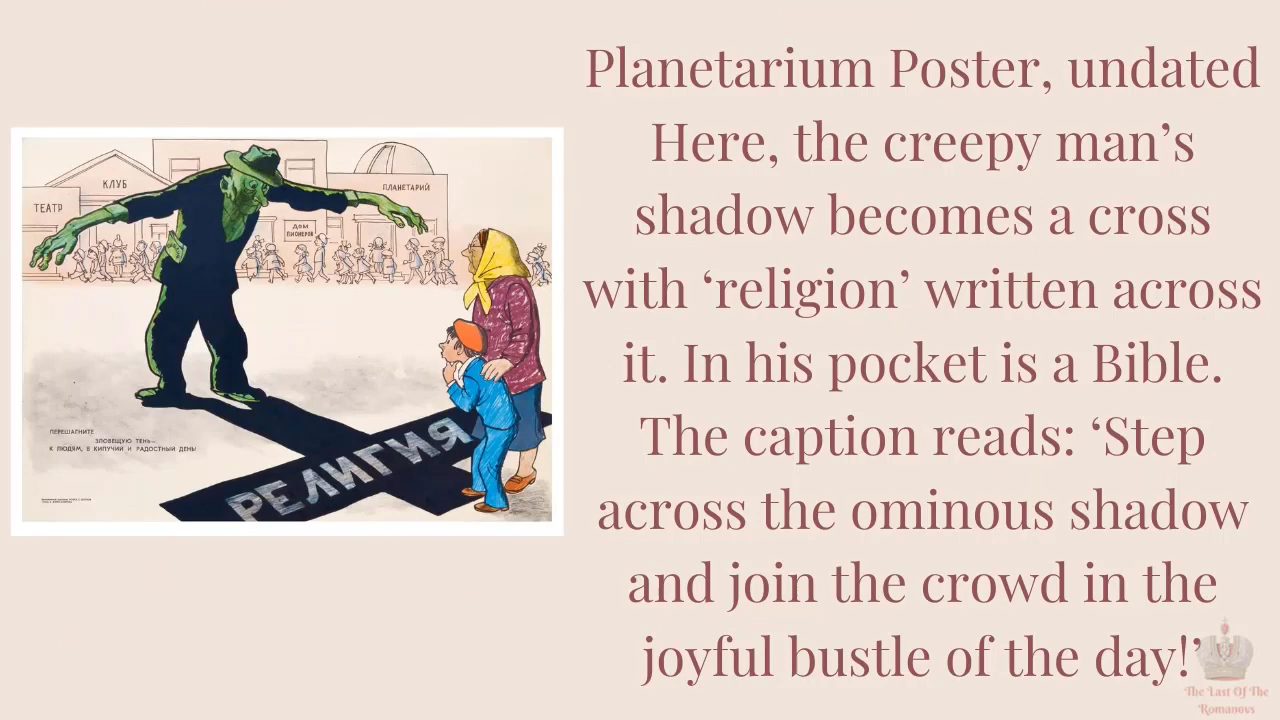 КЛУБ
ТЕАТР
ПЛАНЕТАРИЙ
ДОМ
ПИОНЕРОВ
РЕЛИГИЯ
ПЕРЕШАГНИТЕ
ЗЛОВЕЩУЮ ТЕНЬ—
К ЛЮДЯМ, В КИПУЧИЙ И РАДОСТНЫЙ ДЕНЬ!
Planetarium Poster, undated
Here, the creepy man’s
shadow becomes a cross
with ‘religion’ written across
it. In his pocket is a Bible.
The caption reads: ‘Step
across the ominous shadow
and join the crowd in the
joyful bustle of the day!’
The Last Of The
Romanovs